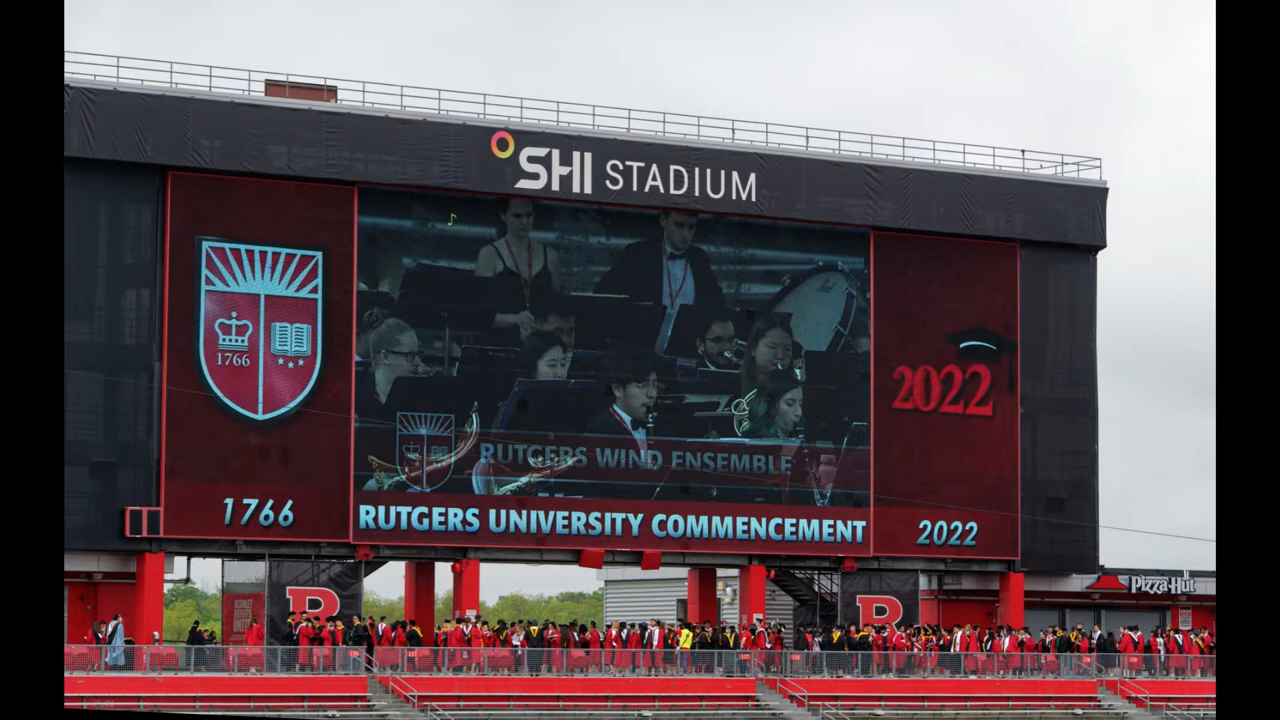 SHI STADIUM
1766
2022
RUTGERS WIND ENSEMBLE
1766
RUTGERS UNIVERSITY COMMENCEMENT
2022
R
R
Pizza Hut